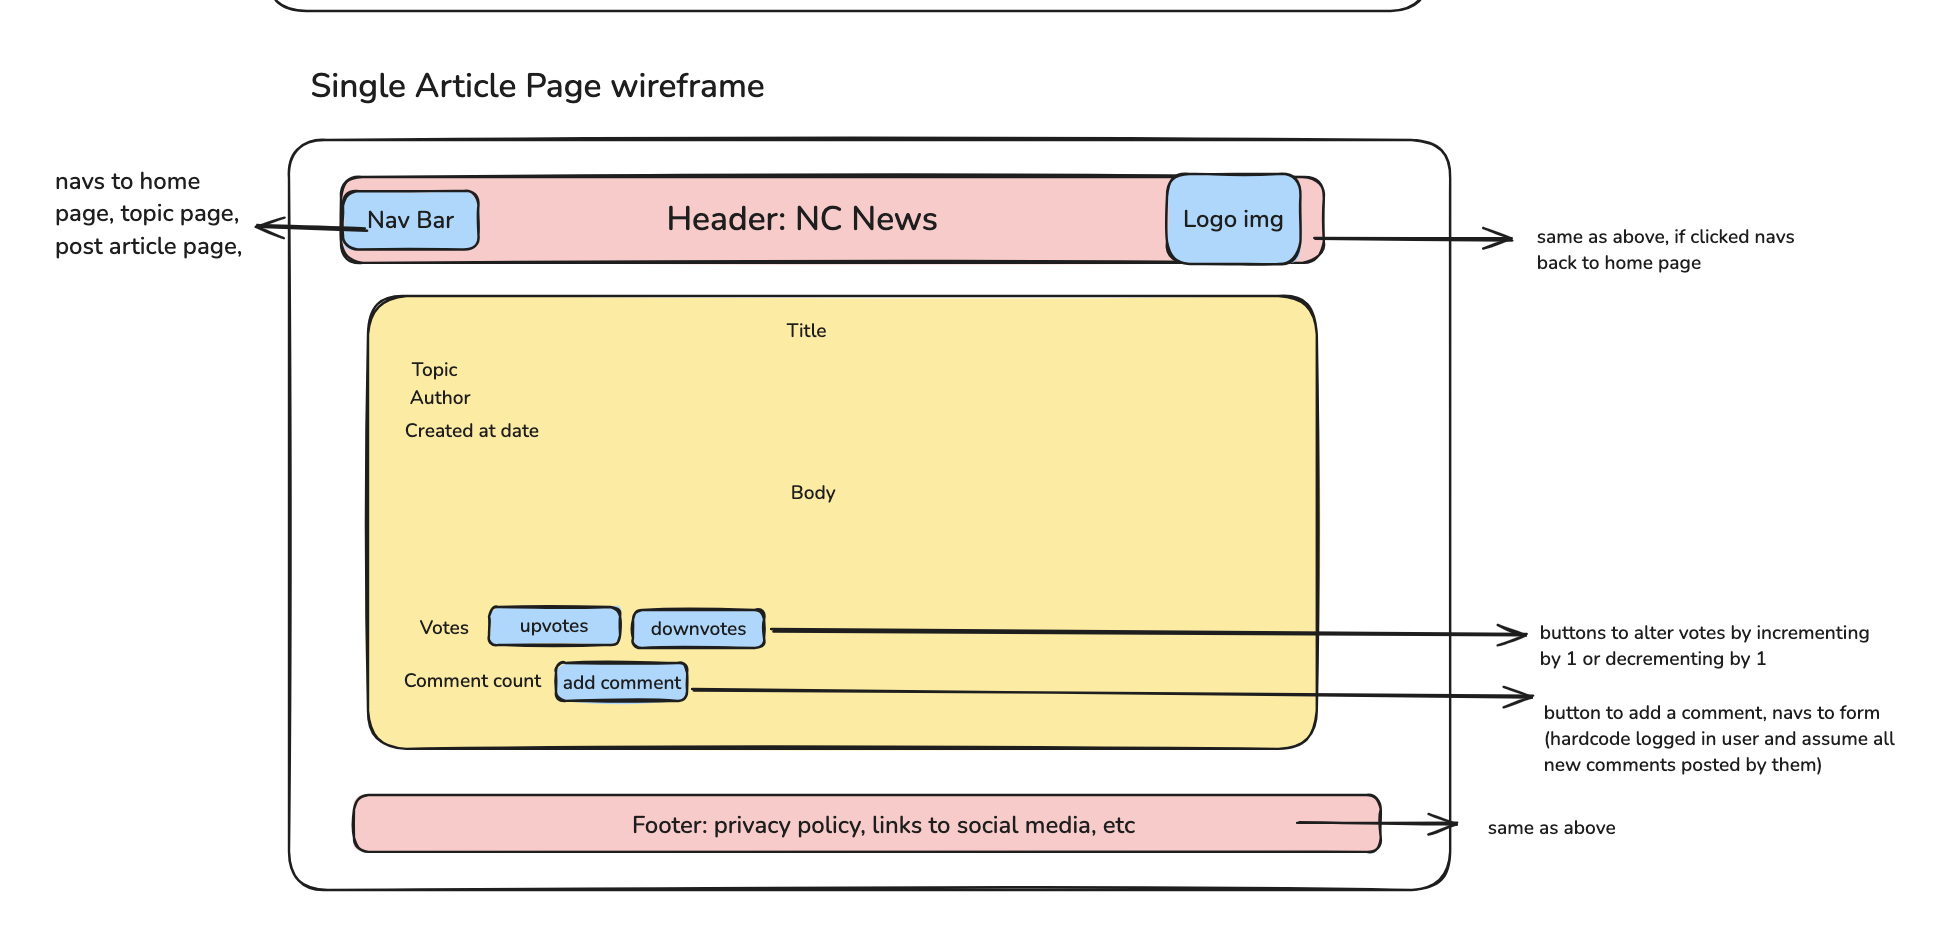 Single Article Page wireframe
navs to home
page, topic page,
post article page,
Nav Bar
Header: NC News
Logo img
same as above, if clicked navs
back to home page
Title
Topic
Author
Created at date
Body
Votes
upvotes
downvotes
buttons to alter votes by incrementing
by 1 or decrementing by 1
Comment count
add comment
button to add a comment, navs to form
(hardcode logged in user and assume all
new comments posted by them)
Footer: privacy policy, links to social media, etc
same as above